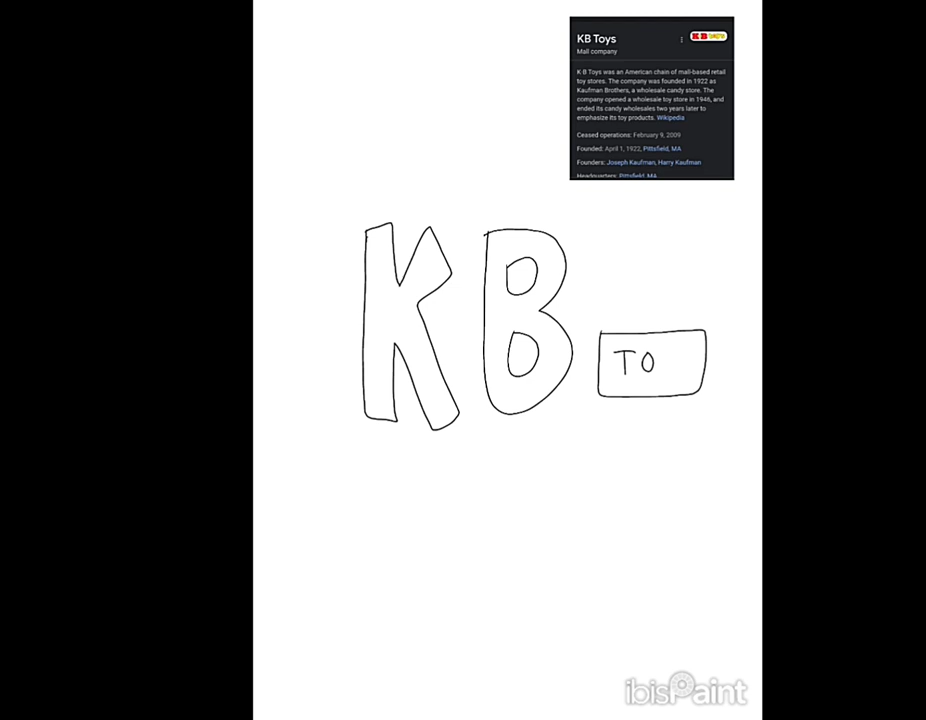 KB Toys
Mall company
K B Toys was an American chain of mall-based retail
toy stores. The company was founded in 1922 as
Kaufman Brothers, a wholesale candy store. The
company opened a wholesale toy store in 1946, and
ended its candy wholesales two years later to
emphasize its toy products. Wikipedia
Ceased operations: February 9, 2009
Founded: April 1, 1922, Pittsfield, MA
Founders: Joseph Kaufman, Harry Kaufman
Headquarters: Pittsfield, MA
KB
TO
ibisPaint